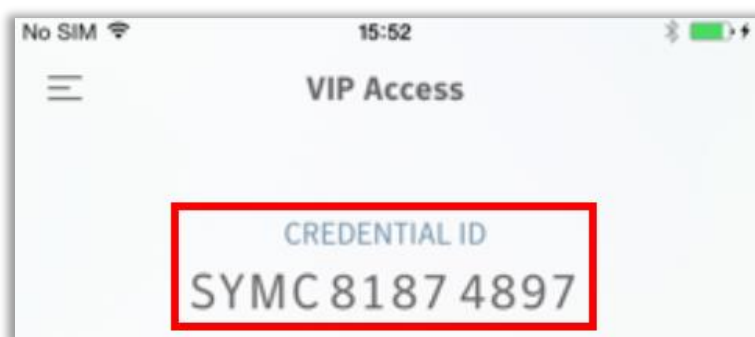 No SIM 15:52
VIP Access
CREDENTIAL ID
SYMC 8187 4897